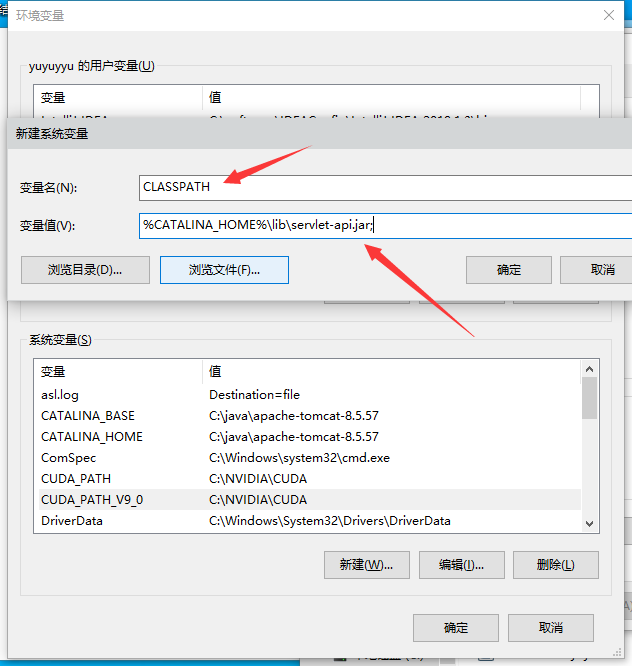 环境变量
yuyuyyu 的用户变量(U)
变量 值
新建系统变量
变量名(N): CLASSPATH
变量值(V): %CATALINA_HOME%\lib\servlet-api.jar;
浏览目录(D)... 浏览文件(F)... 确定 取消
系统变量(S)
变量 值
asl.log Destination=file
CATALINA_BASE C:\java\apache-tomcat-8.5.57
CATALINA_HOME C:\java\apache-tomcat-8.5.57
ComSpec C:\Windows\system32\cmd.exe
CUDA_PATH C:\NVIDIA\CUDA
CUDA_PATH_V9_0 C:\NVIDIA\CUDA
DriverData C:\Windows\System32\Drivers\DriverData
新建(W)... 编辑(I)... 删除(L)
确定 取消